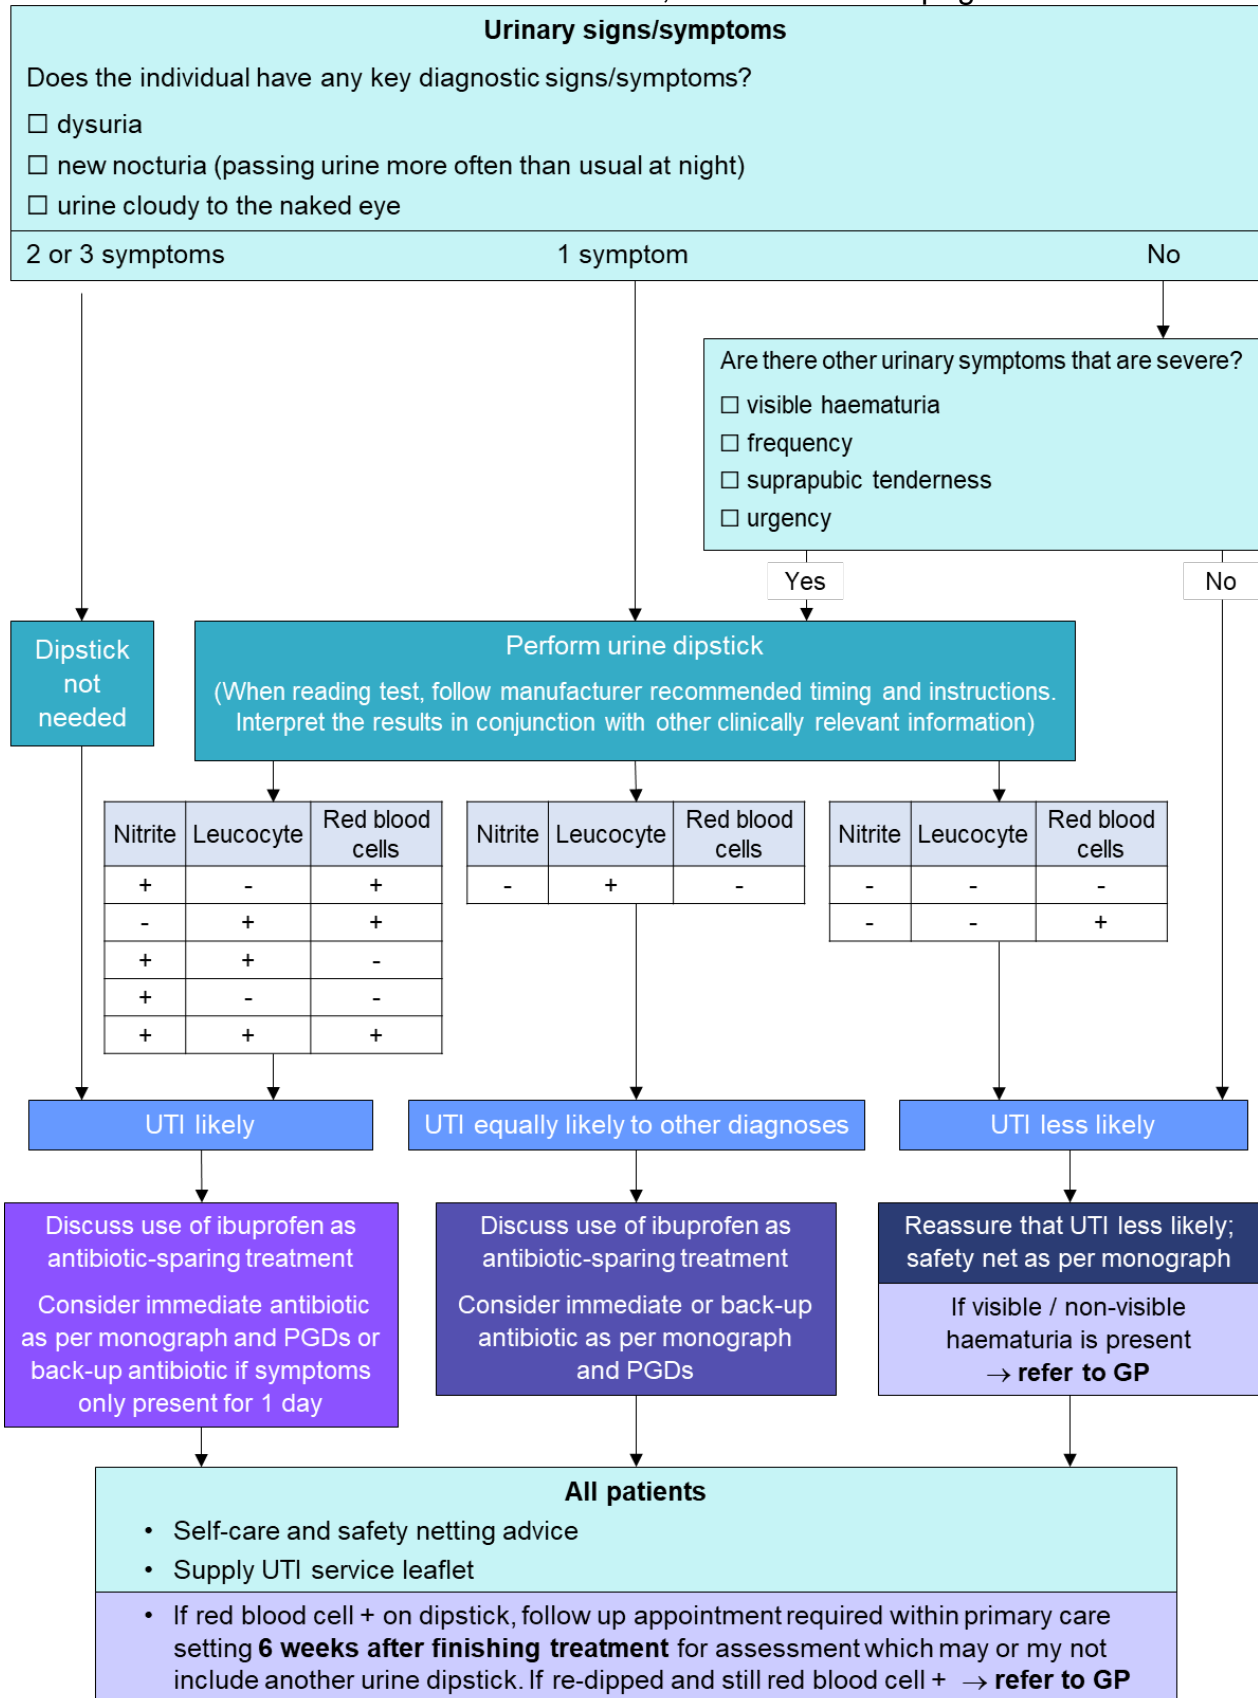 Urinary signs/symptoms
Does the individual have any key diagnostic signs/symptoms?
☐ dysuria
☐ new nocturia (passing urine more often than usual at night)
☐ urine cloudy to the naked eye
2 or 3 symptoms 1 symptom No
Are there other urinary symptoms that are severe?
☐ visible haematuria
☐ frequency
☐ suprapubic tenderness
☐ urgency
Yes No
Dipstick
not
needed
Perform urine dipstick
(When reading test, follow manufacturer recommended timing and instructions.
Interpret the results in conjunction with other clinically relevant information)
Nitrite Leucocyte Red blood
cells
+ - +
- + +
+ + -
+ - -
+ + +
Nitrite Leucocyte Red blood
cells
- + -
Nitrite Leucocyte Red blood
cells
- - -
- - +
UTI likely
UTI equally likely to other diagnoses
UTI less likely
Discuss use of ibuprofen as
antibiotic-sparing treatment
Consider immediate antibiotic
as per monograph and PGDs or
back-up antibiotic if symptoms
only present for 1 day
Discuss use of ibuprofen as
antibiotic-sparing treatment
Consider immediate or back-up
antibiotic as per monograph
and PGDs
Reassure that UTI less likely;
safety net as per monograph
If visible / non-visible
haematuria is present
→ refer to GP
All patients
• Self-care and safety netting advice
• Supply UTI service leaflet
• If red blood cell + on dipstick, follow up appointment required within primary care
setting 6 weeks after finishing treatment for assessment which may or my not
include another urine dipstick. If re-dipped and still red blood cell + → refer to GP